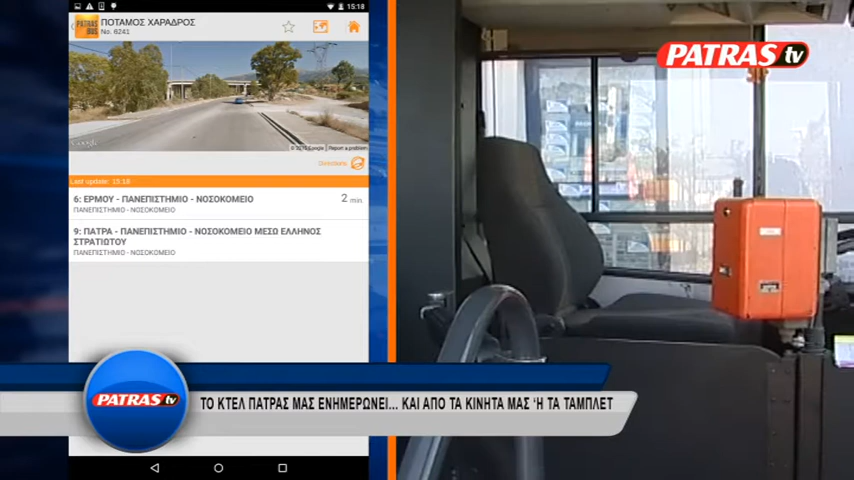 15:18
PATRAS BUS
ΠΟΤΑΜΟΣ ΧΑΡΑΔΡΟΣ
No. 6241
Google
© 2015 Google
Report a problem
Directions
Last update: 15:18
6: ΕΡΜΟΥ - ΠΑΝΕΠΙΣΤΗΜΙΟ - ΝΟΣΟΚΟΜΕΙΟ
2 min
ΠΑΝΕΠΙΣΤΗΜΙΟ - ΝΟΣΟΚΟΜΕΙΟ
9: ΠΑΤΡΑ - ΠΑΝΕΠΙΣΤΗΜΙΟ - ΝΟΣΟΚΟΜΕΙΟ ΜΕΣΩ ΕΛΛΗΝΟΣ
ΣΤΡΑΤΙΩΤΟΥ
ΠΑΝΕΠΙΣΤΗΜΙΟ - ΝΟΣΟΚΟΜΕΙΟ
PATRAS tv
PATRAS tv
ΤΟ ΚΤΕΛ ΠΑΤΡΑΣ ΜΑΣ ΕΝΗΜΕΡΩΝΕΙ... ΚΑΙ ΑΠΟ ΤΑ ΚΙΝΗΤΑ ΜΑΣ ‘Η ΤΑ ΤΑΜΠΛΕΤ